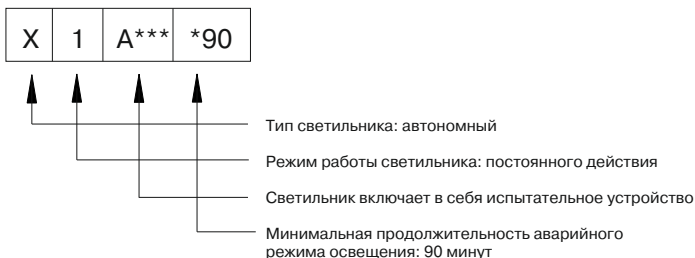 X 1 A*** *90
Тип светильника: автономный
Режим работы светильника: постоянного действия
Светильник включает в себя испытательное устройство
Минимальная продолжительность аварийного
режима освещения: 90 минут